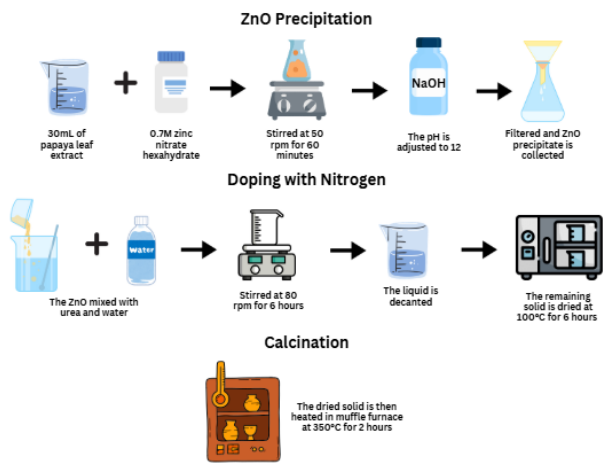 ZnO Precipitation
NaOH
30mL of
papaya leaf
extract
0.7M zinc
nitrate
hexahydrate
Stirred at 50
rpm for 60
minutes
The pH is
adjusted to 12
Filtered and ZnO
precipitate is
collected
Doping with Nitrogen
Water
The ZnO mixed with
urea and water
Stirred at 80
rpm for 6 hours
The liquid is
decanted
The remaining
solid is dried at
100°C for 6 hours
Calcination
The dried solid is then
heated in muffle furnace
at 350°C for 2 hours